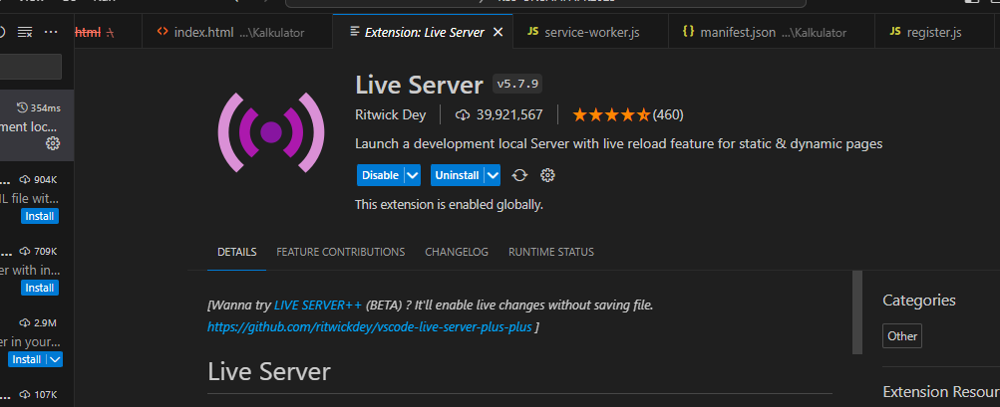 html
index.html ...\Kalkulator
Extension: Live Server
service-worker.js
manifest.json ...\Kalkulator
register.js
354ms
ment loc...
904K
L file wit...
Install
709K
er with in...
Install
2.9M
er in your...
Install
107K
Live Server v5.7.9
Ritwick Dey 39,921,567 (460)
Launch a development local Server with live reload feature for static & dynamic pages
Disable Uninstall
This extension is enabled globally.
DETAILS FEATURE CONTRIBUTIONS CHANGELOG RUNTIME STATUS
[Wanna try LIVE SERVER++ (BETA) ? It'll enable live changes without saving file.
https://github.com/ritwickdey/vscode-live-server-plus-plus ]
Live Server
Categories
Other
Extension Resour